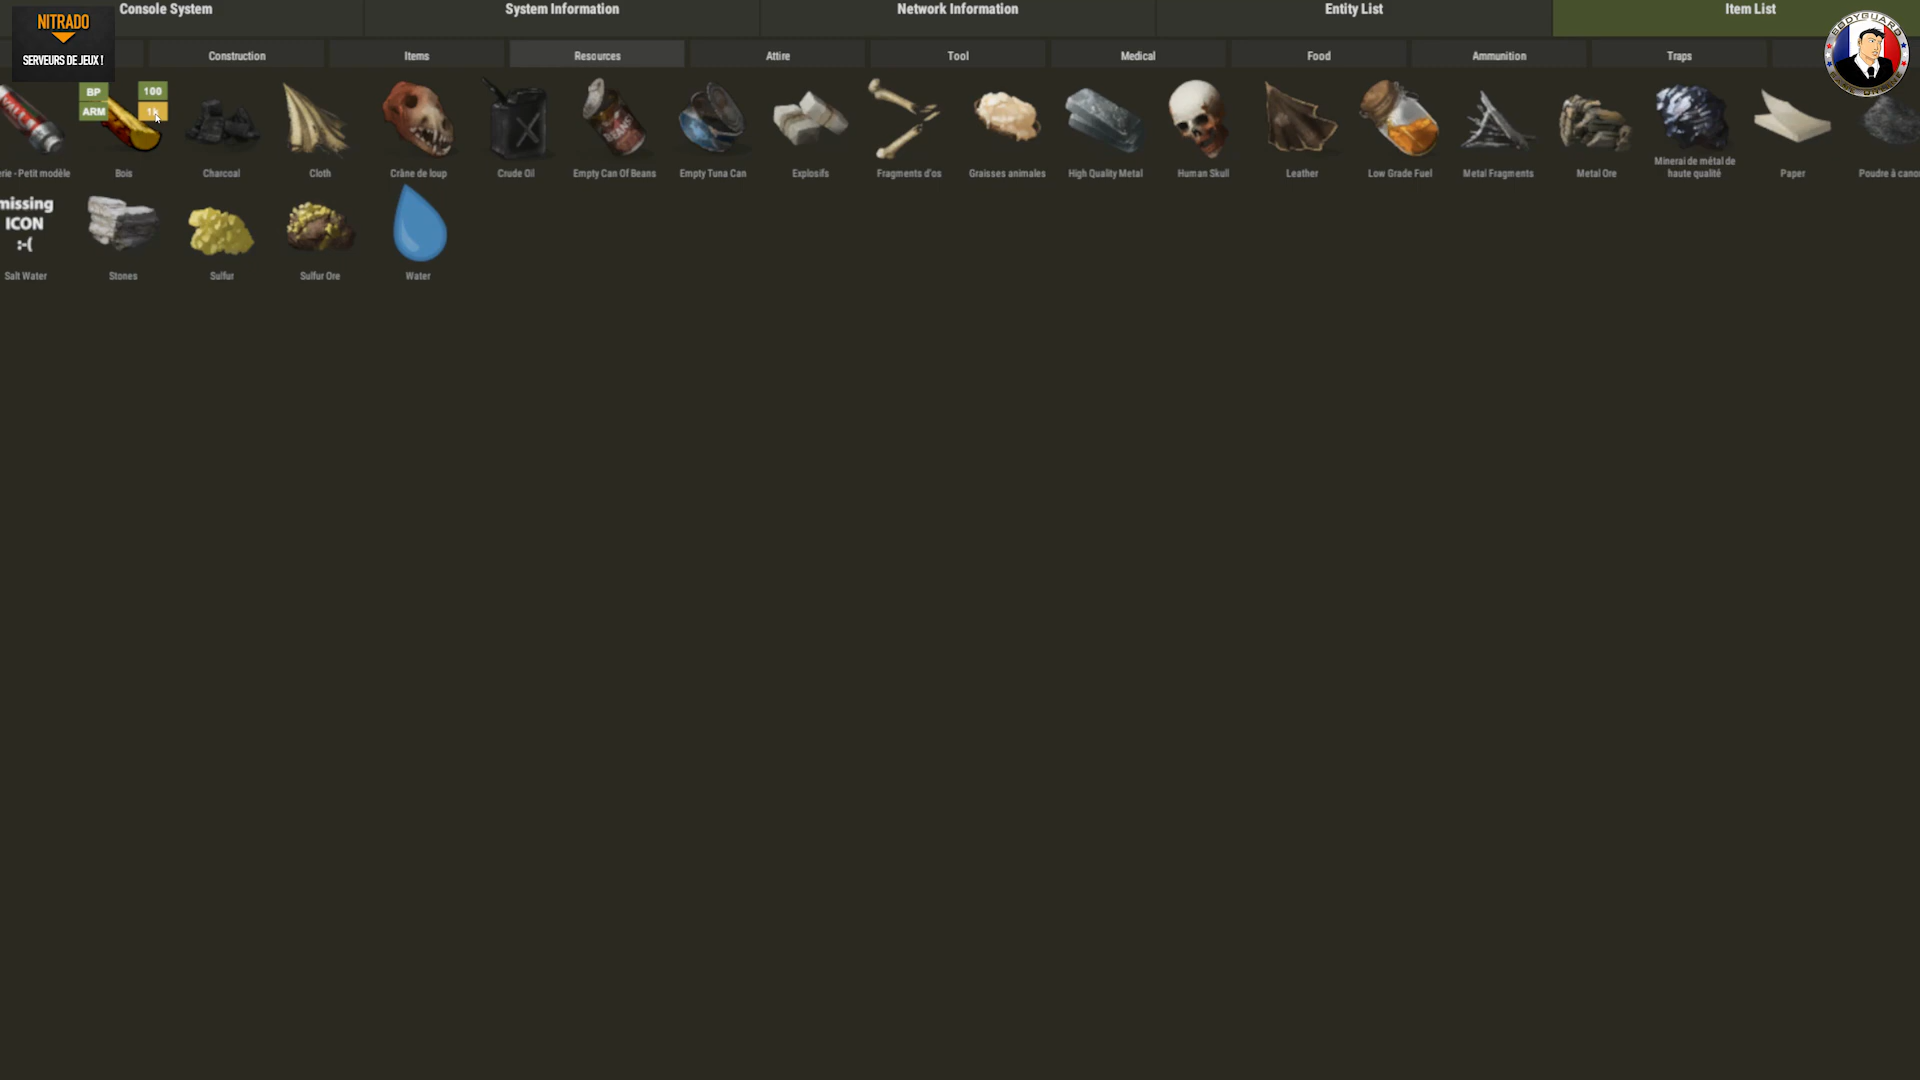 Console System
System Information
Network Information
Entity List
Item List
NITRADO
SERVEURS DE JEUX !
Construction
Items
Resources
Attire
Tool
Medical
Food
Ammunition
Traps
BP
100
ARM
1k
VALVE
BEANS
erie - Petit modèle
Bois
Charcoal
Cloth
Crâne de loup
Crude Oil
Empty Can Of Beans
Empty Tuna Can
Explosifs
Fragments d'os
Graisses animales
High Quality Metal
Human Skull
Leather
Low Grade Fuel
Metal Fragments
Metal Ore
Minerai de métal de
haute qualité
Paper
Poudre à cano
missing
ICON
:-(
Salt Water
Stones
Sulfur
Sulfur Ore
Water